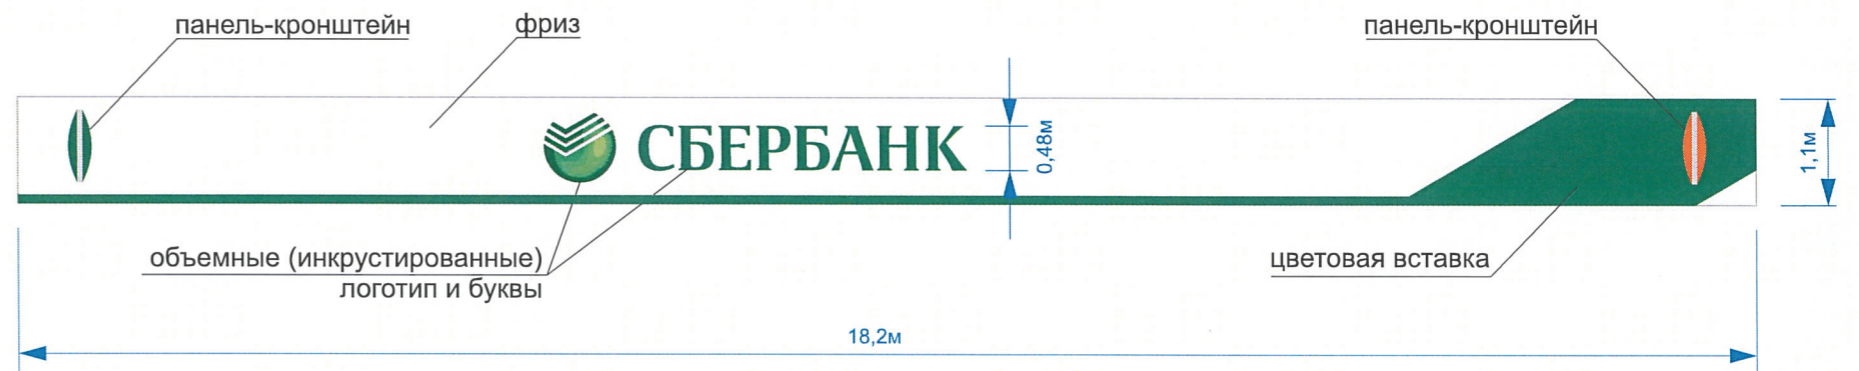 панель-кронштейн
фриз
панель-кронштейн
СБЕРБАНК
0,48м
1,1м
объемные (инкрустированные)
логотип и буквы
цветовая вставка
18,2м